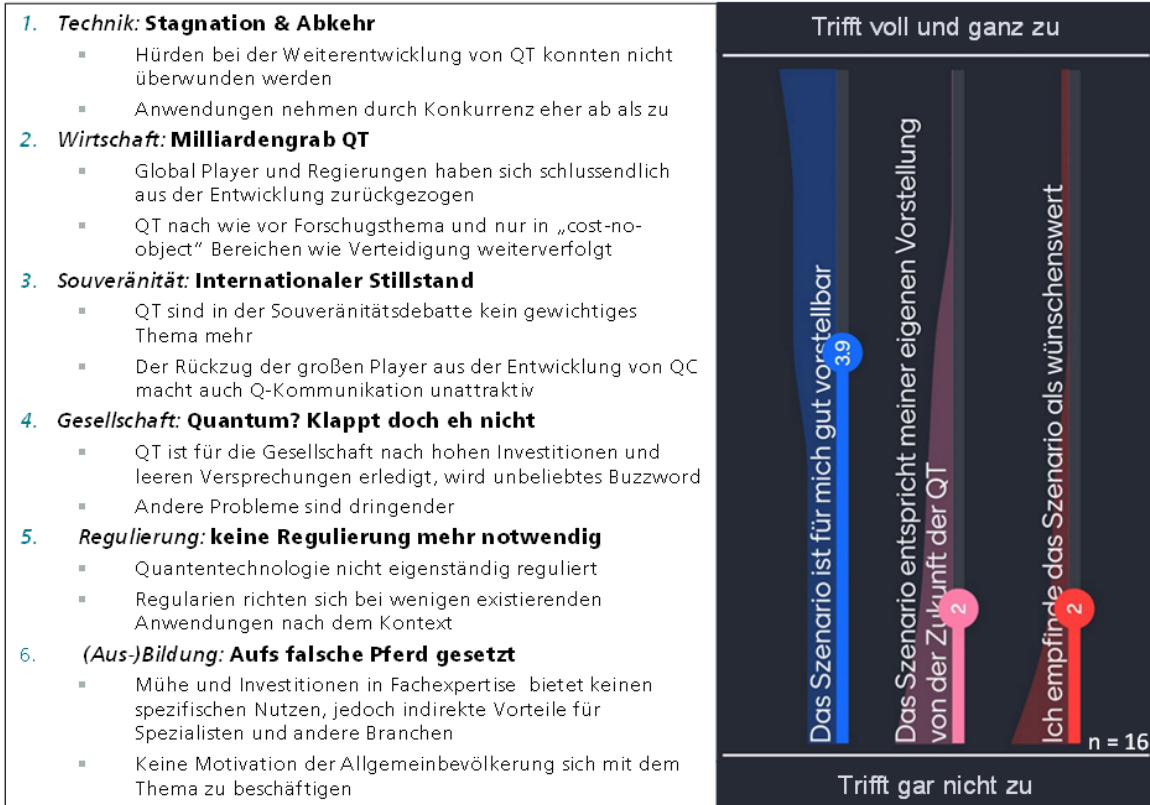 1. Technik: Stagnation & Abkehr
▪ Hürden bei der Weiterentwicklung von QT konnten nicht
überwunden werden
▪ Anwendungen nehmen durch Konkurrenz eher ab als zu
2. Wirtschaft: Milliardengrab QT
▪ Global Player und Regierungen haben sich schlussendlich
aus der Entwicklung zurückgezogen
▪ QT nach wie vor Forschugsthema und nur in „cost-no-
object“ Bereichen wie Verteidigung weiterverfolgt
3. Souveränität: Internationaler Stillstand
▪ QT sind in der Souveränitätsdebatte kein gewichtiges
Thema mehr
▪ Der Rückzug der großen Player aus der Entwicklung von QC
macht auch Q-Kommunikation unattraktiv
4. Gesellschaft: Quantum? Klappt doch eh nicht
▪ QT ist für die Gesellschaft nach hohen Investitionen und
leeren Versprechungen erledigt, wird unbeliebtes Buzzword
▪ Andere Probleme sind dringender
5. Regulierung: keine Regulierung mehr notwendig
▪ Quantentechnologie nicht eigenständig reguliert
▪ Regularien richten sich bei wenigen existierenden
Anwendungen nach dem Kontext
6. (Aus-)Bildung: Aufs falsche Pferd gesetzt
▪ Mühe und Investitionen in Fachexpertise bietet keinen
spezifischen Nutzen, jedoch indirekte Vorteile für
Spezialisten und andere Branchen
▪ Keine Motivation der Allgemeinbevölkerung sich mit dem
Thema zu beschäftigen
Trifft voll und ganz zu
Das Szenario ist für mich gut vorstellbar
3.9
Das Szenario entspricht meiner eigenen Vorstellung
von der Zukunft der QT
2
Ich empfinde das Szenario als wünschenswert
2
n = 16
Trifft gar nicht zu